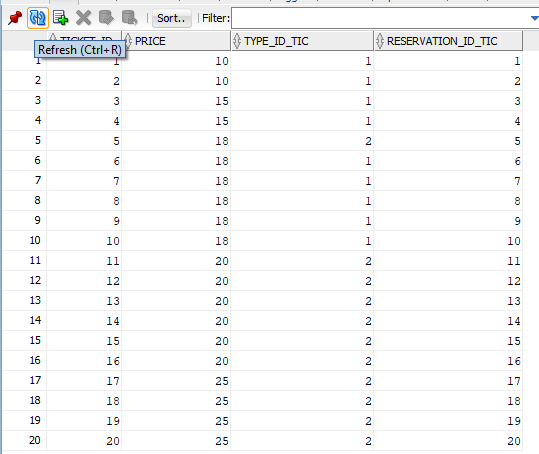 Sort.. Filter:
TICKET_ID PRICE TYPE_ID_TIC RESERVATION_ID_TIC
Refresh (Ctrl+R)
1 1 10 1 1
2 2 10 1 2
3 3 15 1 3
4 4 15 1 4
5 5 18 2 5
6 6 18 1 6
7 7 18 1 7
8 8 18 1 8
9 9 18 1 9
10 10 18 1 10
11 11 20 2 11
12 12 20 2 12
13 13 20 2 13
14 14 20 2 14
15 15 20 2 15
16 16 20 2 16
17 17 25 2 17
18 18 25 2 18
19 19 25 2 19
20 20 25 2 20